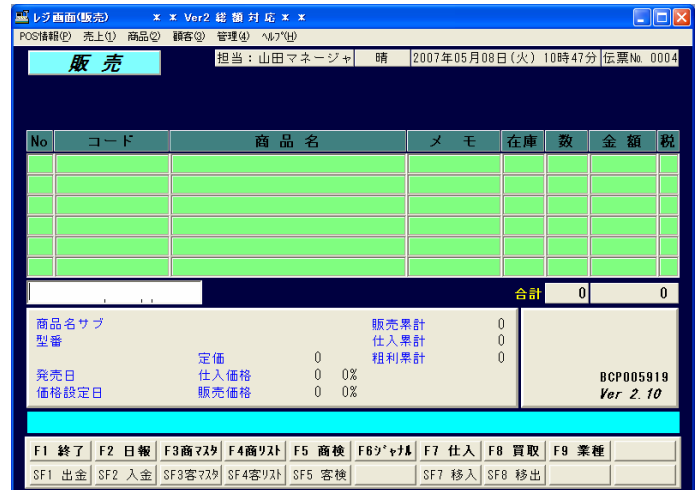 レジ画面(販売) ＊ ＊ Ver2 総 額 対 応 ＊ ＊
POS情報(P) 売上(1) 商品(2) 顧客(3) 管理(4) ヘルプ(H)
販 売 担当：山田マネージャ 晴 2007年05月08日(火) 10時47分 伝票No. 0004
No コード 商 品 名 メ モ 在庫 数 金 額 税
合計 0 0
商品名サブ 販売累計 0
型番 仕入累計 0
定価 0 粗利累計 0
発売日 仕入価格 0 0% BCP005919
価格設定日 販売価格 0 0% Ver 2.10
F1 終了 F2 日報 F3商マスタ F4商リスト F5 商検 F6ジャナル F7 仕入 F8 買取 F9 業種
SF1 出金 SF2 入金 SF3客マスタ SF4客リスト SF5 客検 SF7 移入 SF8 移出